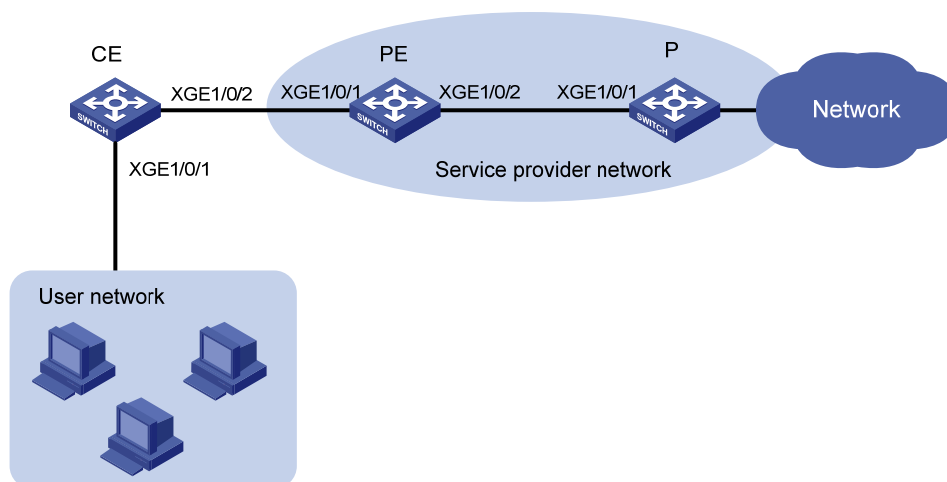 CE
PE
P
XGE1/0/2
XGE1/0/1
XGE1/0/2
XGE1/0/1
Network
SWITCH
SWITCH
SWITCH
XGE1/0/1
Service provider network
User network